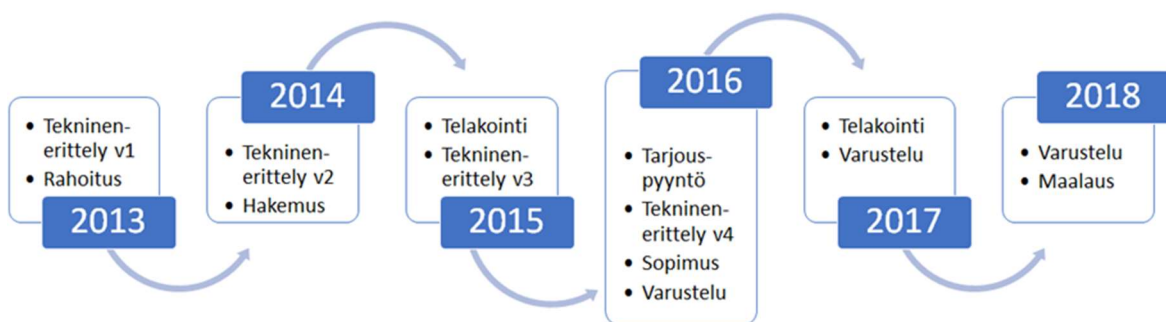 • Tekninen-
erittely v1
• Rahoitus
2013
2014
• Tekninen-
erittely v2
• Hakemus
• Telakointi
• Tekninen-
erittely v3
2015
2016
• Tarjous-
pyyntö
• Tekninen-
erittely v4
• Sopimus
• Varustelu
• Telakointi
• Varustelu
2017
2018
• Varustelu
• Maalaus